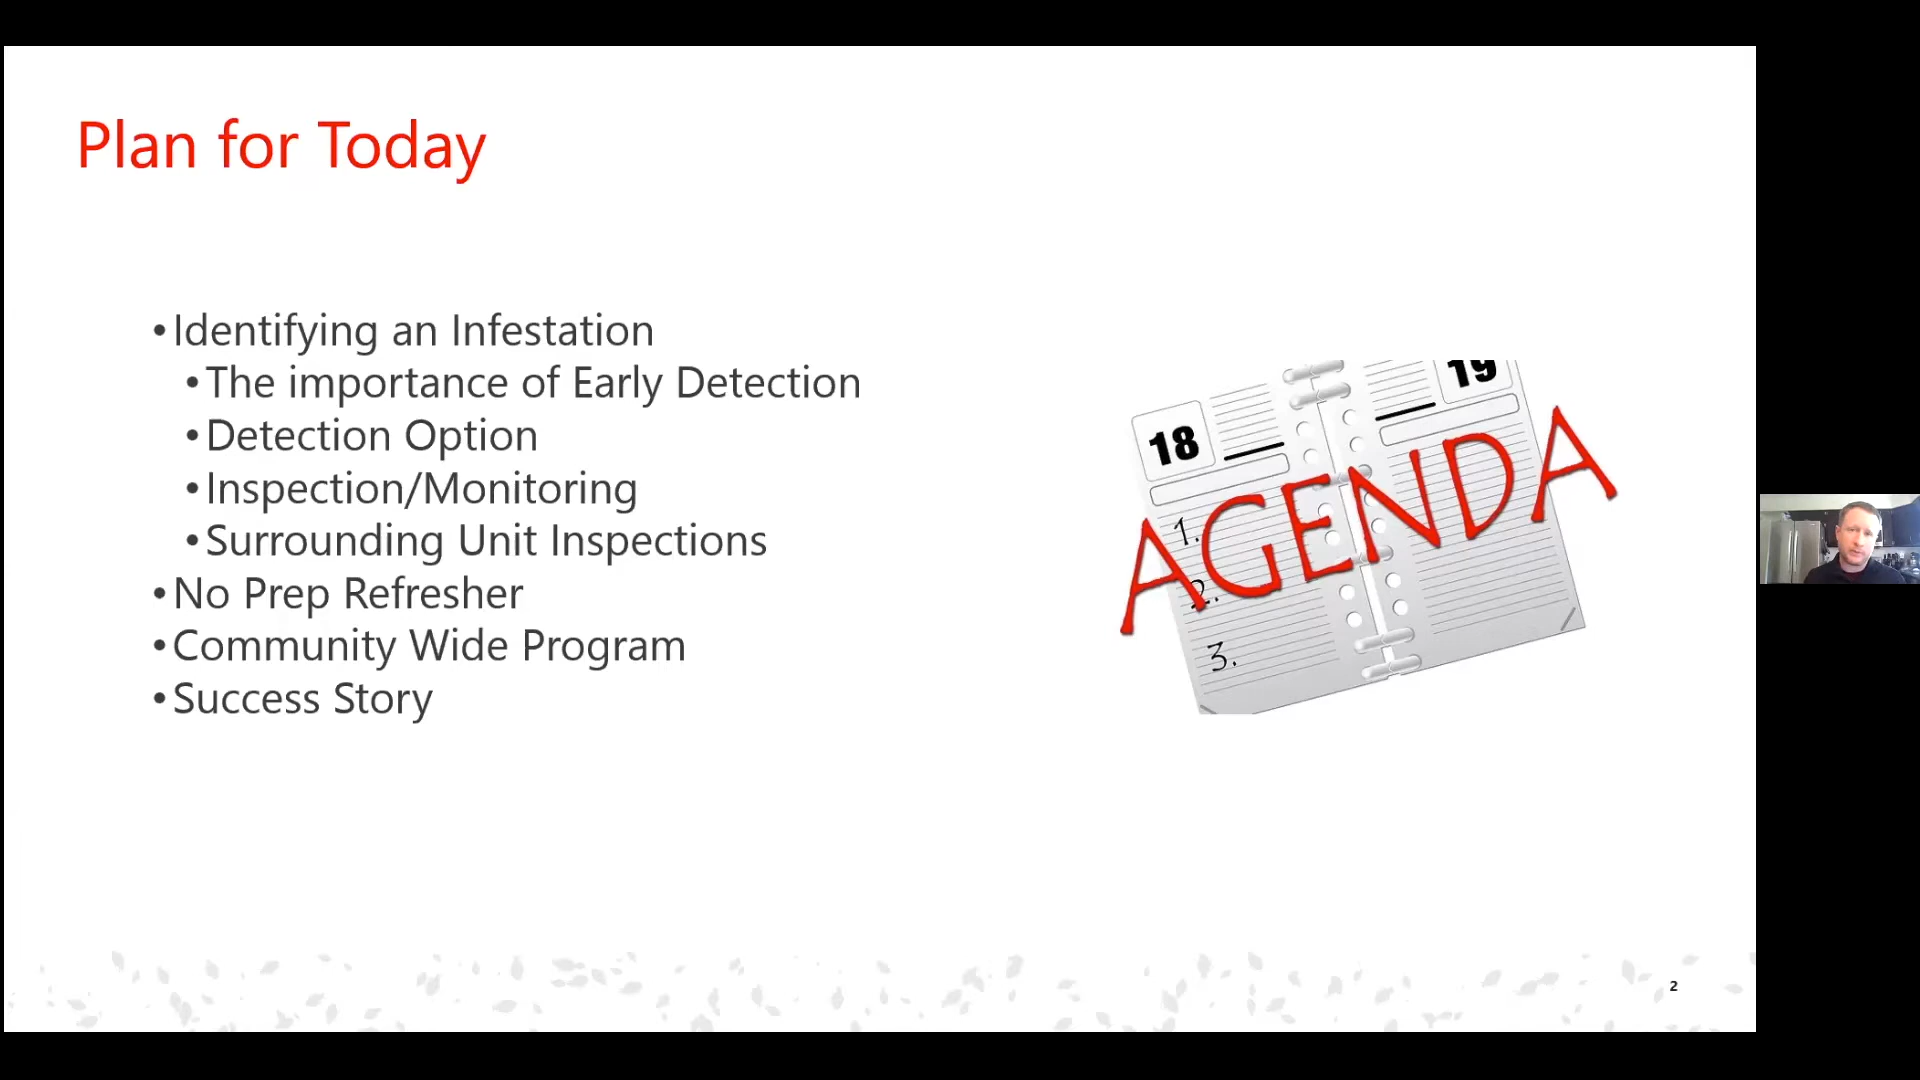 Plan for Today
•Identifying an Infestation
•The importance of Early Detection
•Detection Option
•Inspection/Monitoring
•Surrounding Unit Inspections
•No Prep Refresher
•Community Wide Program
•Success Story
18
19
AGENDA
1.
2.
3.
2